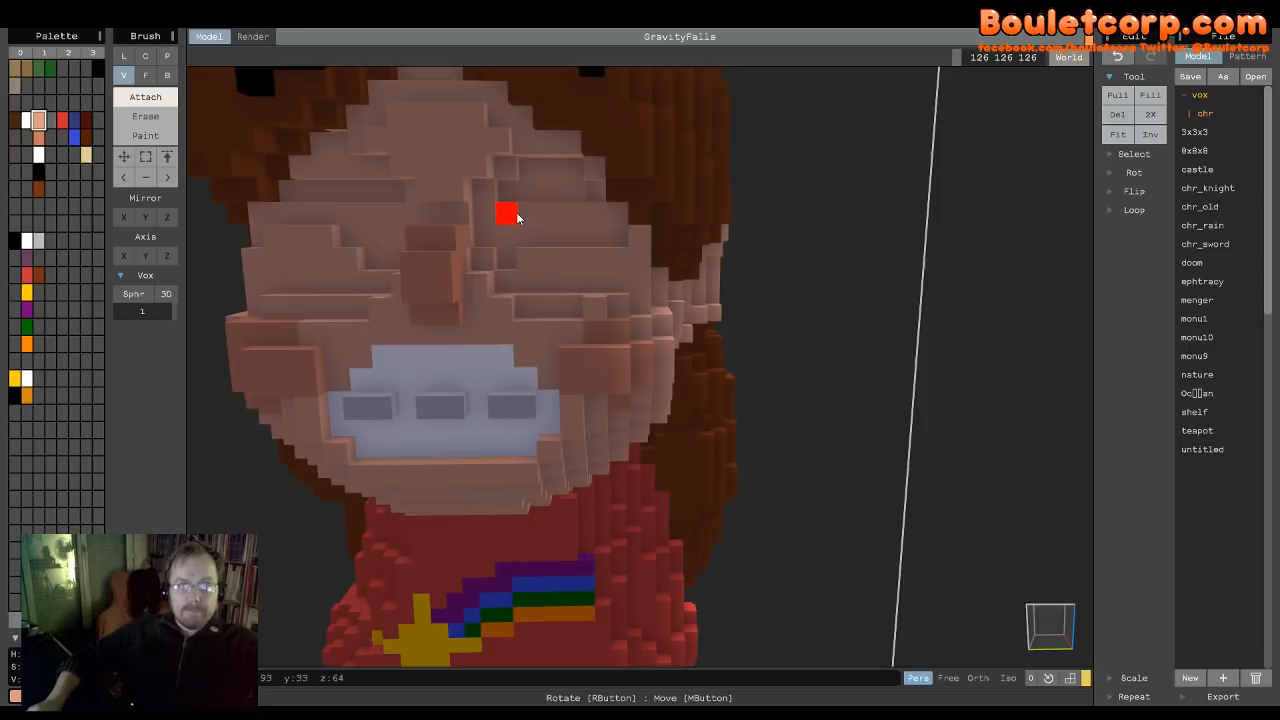 Bouletcorp.com
facebook.com/bouletcorp Twitter @Bouletcorp
Palette
Brush
Model Render
GravityFalls
Edit
File
0 1 2 3
L C P
V F B
126 126 126 World
Model Pattern
Attach
Erase
Paint
Mirror
X Y Z
Axis
X Y Z
Vox
Sphr 3D
1
Tool
Full Fill
Del 2X
Fit Inv
Select
Rot
Flip
Loop
Save As Open
- vox
| chr
3x3x3
8x8x8
castle
chr_knight
chr_old
chr_rain
chr_sword
doom
ephtracy
menger
monu1
monu10
monu9
nature
shelf
teapot
untitled
H:
S:
V:
93 y:33 z:64
Pers Free Orth Iso 0
Rotate [RButton] : Move [MButton]
Scale
Repeat
New +
Export